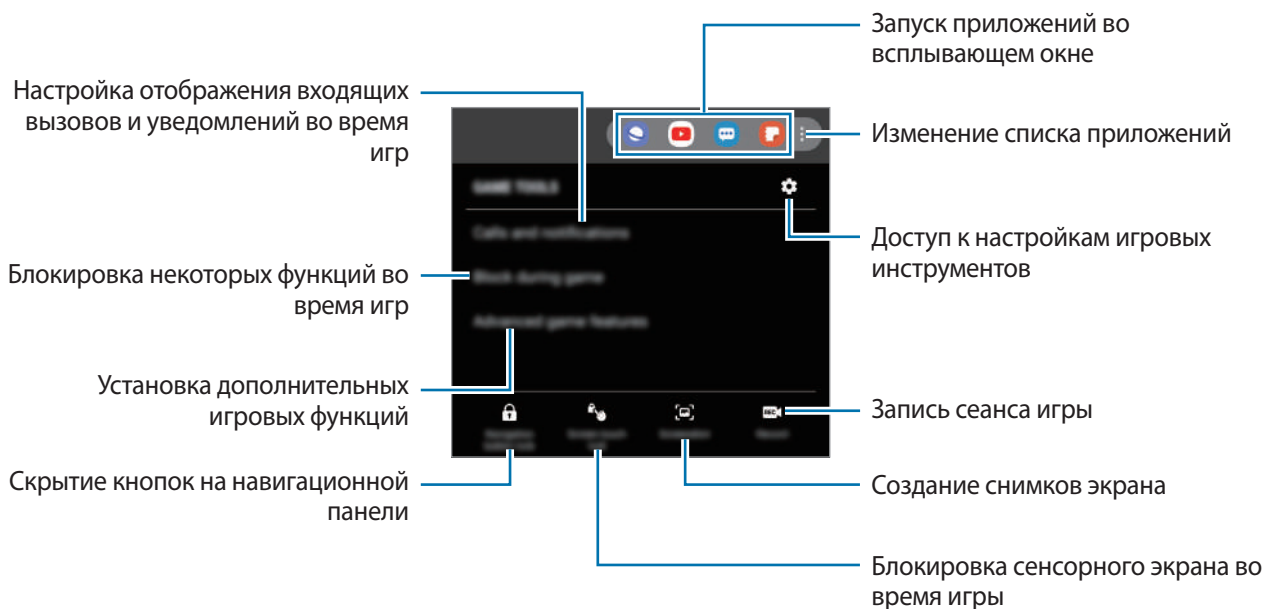 Запуск приложений во
всплывающем окне
Настройка отображения входящих
вызовов и уведомлений во время
игр
Изменение списка приложений
GAME TOOLS
Calls and notifications
Доступ к настройкам игровых
инструментов
Блокировка некоторых функций во
время игр
Block during game
Advanced game features
Установка дополнительных
игровых функций
Запись сеанса игры
Скрытие кнопок на навигационной
панели
Создание снимков экрана
Блокировка сенсорного экрана во
время игры